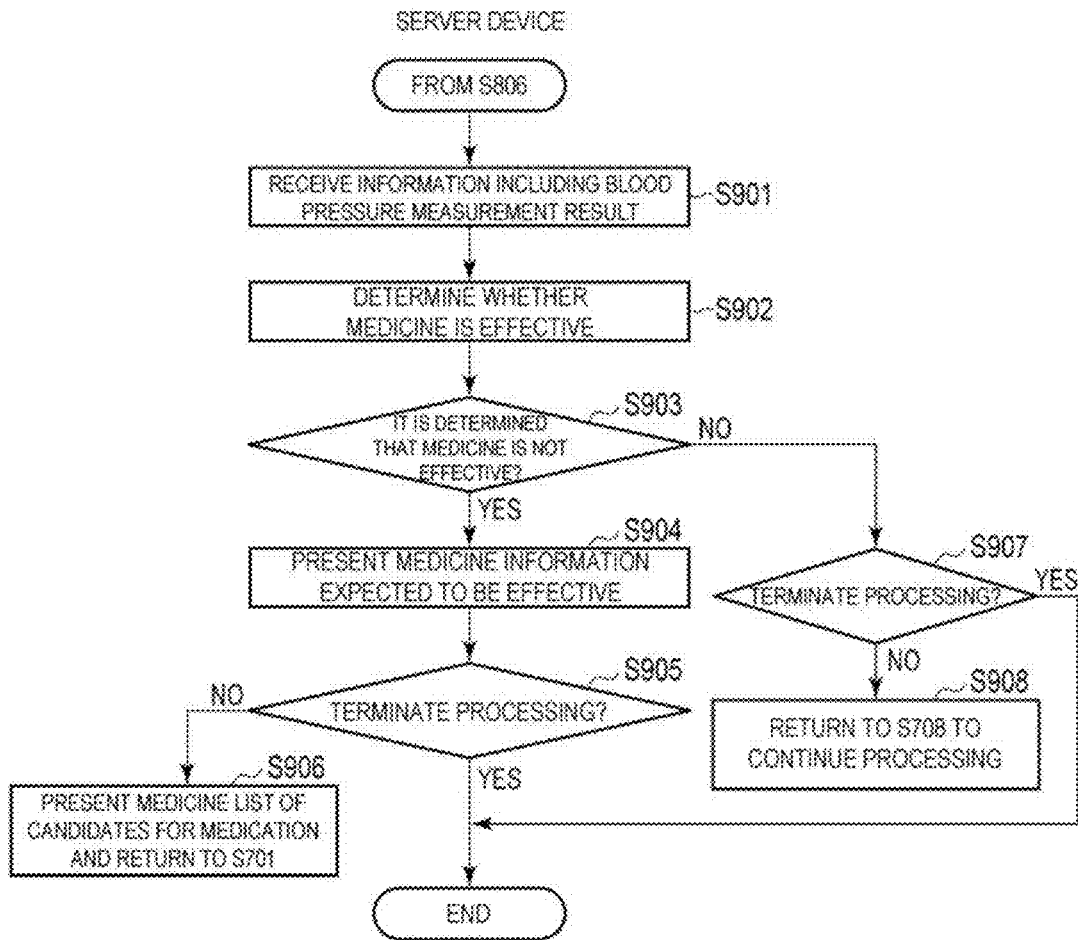 SERVER DEVICE
FROM S806
RECEIVE INFORMATION INCLUDING BLOOD
PRESSURE MEASUREMENT RESULT
S901
DETERMINE WHETHER
MEDICINE IS EFFECTIVE
S902
S903
IT IS DETERMINED
THAT MEDICINE IS NOT
EFFECTIVE?
NO
YES
S904
PRESENT MEDICINE INFORMATION
EXPECTED TO BE EFFECTIVE
S907
TERMINATE PROCESSING?
YES
NO
S905
TERMINATE PROCESSING?
NO
YES
S908
RETURN TO S708 TO
CONTINUE PROCESSING
S906
PRESENT MEDICINE LIST OF
CANDIDATES FOR MEDICATION
AND RETURN TO S701
END